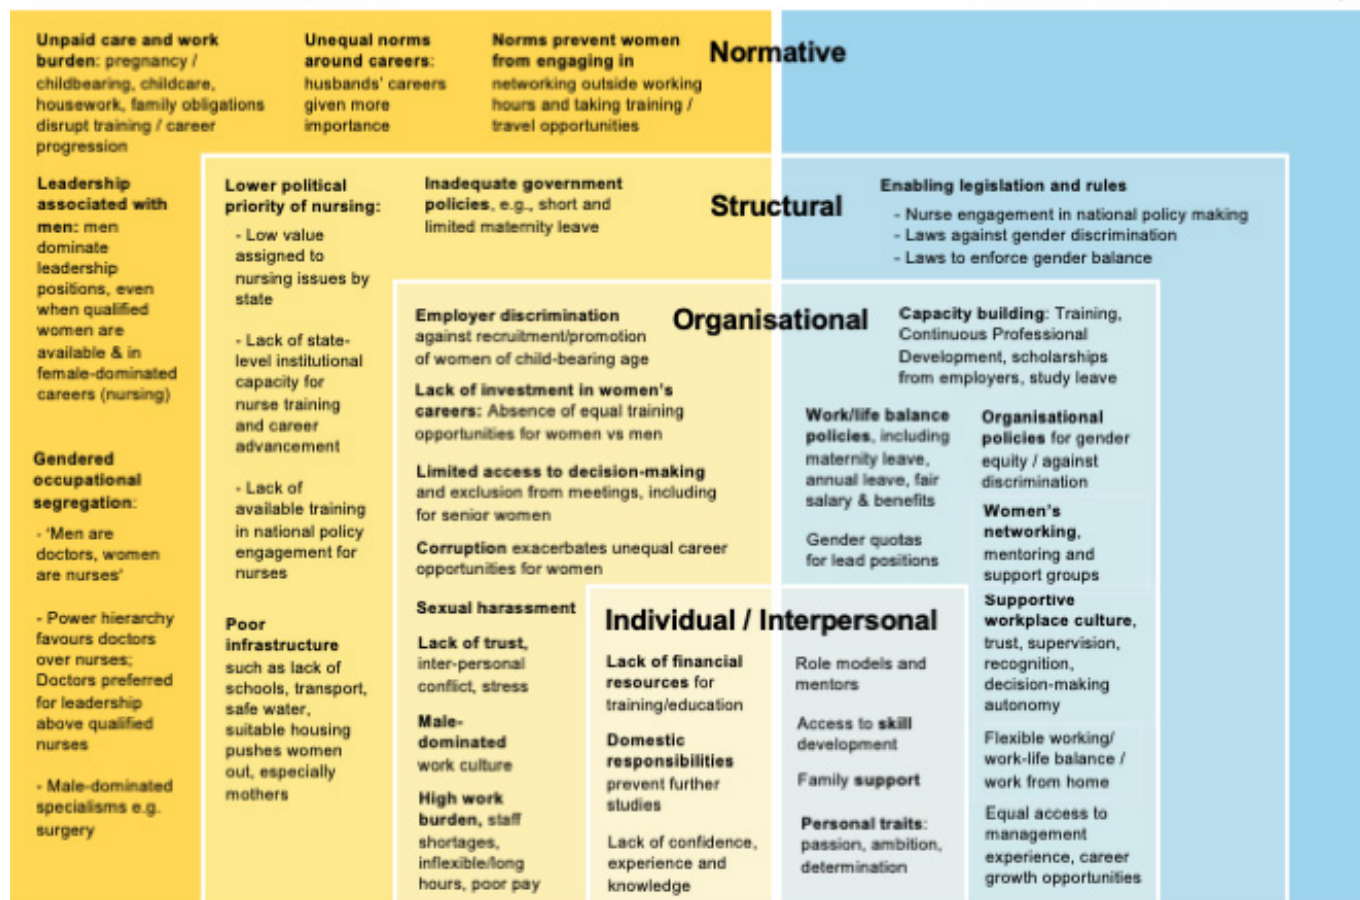 Normative
Unpaid care and work
burden: pregnancy /
childbearing, childcare,
housework, family obligations
disrupt training / career
progression
Unequal norms
around careers:
husbands' careers
given more
importance
Norms prevent women
from engaging in
networking outside working
hours and taking training /
travel opportunities
Leadership
associated with
men: men
dominate
leadership
positions, even
when qualified
women are
available & in
female-dominated
careers (nursing)
Gendered
occupational
segregation:
- 'Men are
doctors, women
are nurses'
- Power hierarchy
favours doctors
over nurses;
Doctors preferred
for leadership
above qualified
nurses
- Male-dominated
specialisms e.g.
surgery
Structural
Lower political
priority of nursing:
- Low value
assigned to
nursing issues by
state
- Lack of state-
level institutional
capacity for
nurse training
and career
advancement
- Lack of
available training
in national policy
engagement for
nurses
Poor
infrastructure
such as lack of
schools, transport,
safe water,
suitable housing
pushes women
out, especially
mothers
Inadequate government
policies, e.g., short and
limited maternity leave
Enabling legislation and rules
- Nurse engagement in national policy making
- Laws against gender discrimination
- Laws to enforce gender balance
Organisational
Employer discrimination
against recruitment/promotion
of women of child-bearing age
Lack of investment in women's
careers: Absence of equal training
opportunities for women vs men
Limited access to decision-making
and exclusion from meetings, including
for senior women
Corruption exacerbates unequal career
opportunities for women
Sexual harassment
Lack of trust,
inter-personal
conflict, stress
Male-
dominated
work culture
High work
burden, staff
shortages,
inflexible/long
hours, poor pay
Capacity building: Training,
Continuous Professional
Development, scholarships
from employers, study leave
Work/life balance
policies, including
maternity leave,
annual leave, fair
salary & benefits
Gender quotas
for lead positions
Organisational
policies for gender
equity / against
discrimination
Women's
networking,
mentoring and
support groups
Supportive
workplace culture,
trust, supervision,
recognition,
decision-making
autonomy
Flexible working/
work-life balance /
work from home
Equal access to
management
experience, career
growth opportunities
Individual / Interpersonal
Lack of financial
resources for
training/education
Domestic
responsibilities
prevent further
studies
Lack of confidence,
experience and
knowledge
Role models and
mentors
Access to skill
development
Family support
Personal traits:
passion, ambition,
determination